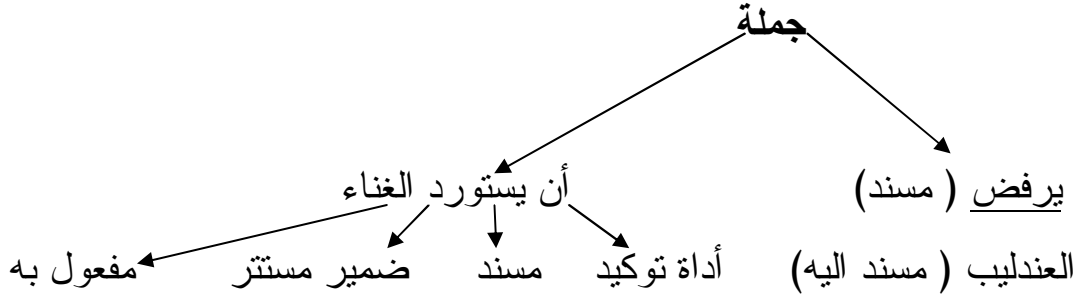 جملة
يرفض ( مسند) أن يستورد الغناء
العندليب ( مسند اليه) أداة توكيد مسند ضمير مستتر مفعول به